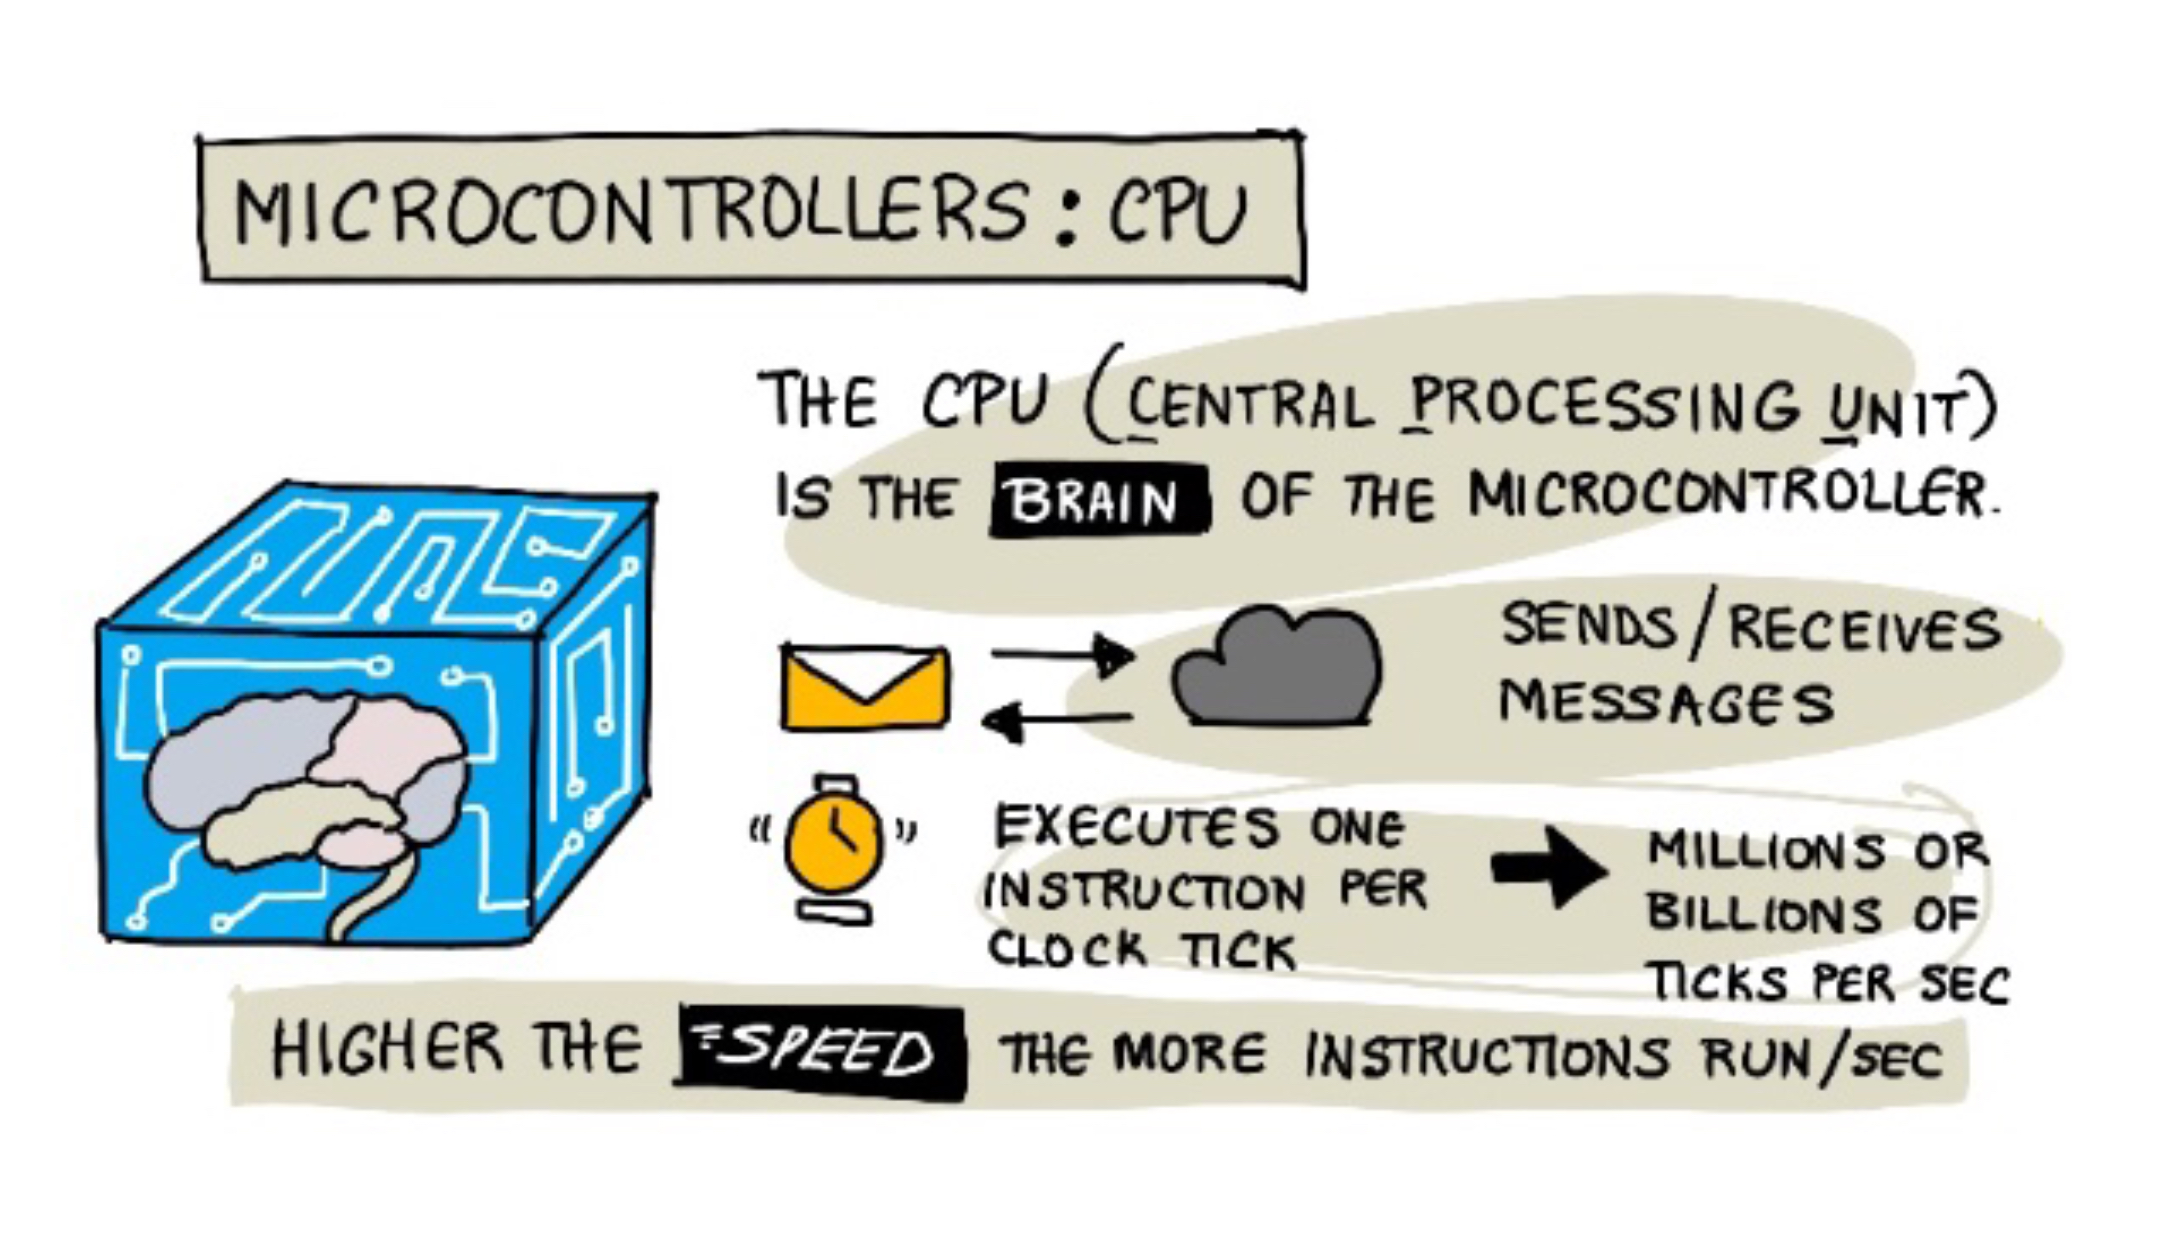 MICROCONTROLLERS : CPU
THE CPU (CENTRAL PROCESSING UNIT)
IS THE BRAIN OF THE MICROCONTROLLER.
SENDS/RECEIVES
MESSAGES
“ ”
EXECUTES ONE
INSTRUCTION PER
CLOCK TICK
MILLIONS OR
BILLIONS OF
TICKS PER SEC
HIGHER THE SPEED THE MORE INSTRUCTIONS RUN/SEC